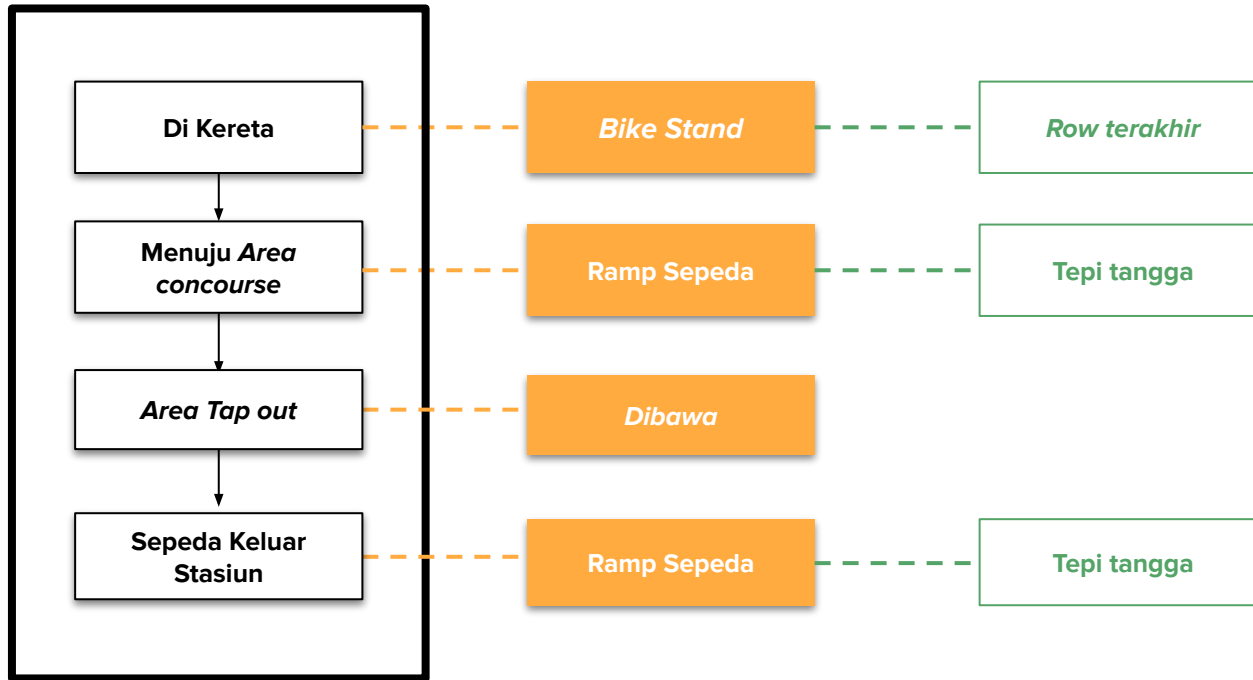 Di Kereta
Bike Stand
Row terakhir
Menuju Area
concourse
Ramp Sepeda
Tepi tangga
Area Tap out
Dibawa
Sepeda Keluar
Stasiun
Ramp Sepeda
Tepi tangga